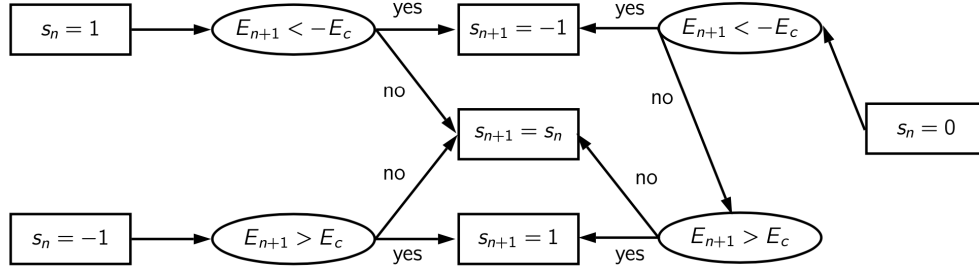 yes yes
s_n = 1 E_{n+1} < −E_c s_{n+1} = −1 E_{n+1} < −E_c
no no
s_{n+1} = s_n s_n = 0
no no
s_n = −1 E_{n+1} > E_c s_{n+1} = 1 E_{n+1} > E_c
yes yes